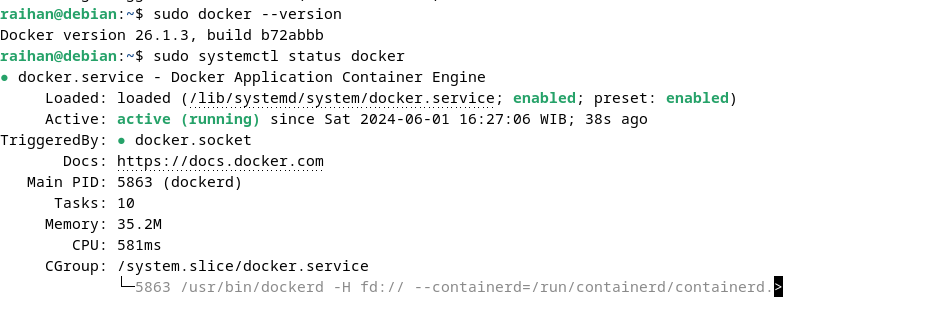 raihan@debian:~$ sudo docker --version
Docker version 26.1.3, build b72abbb
raihan@debian:~$ sudo systemctl status docker
● docker.service - Docker Application Container Engine
     Loaded: loaded (/lib/systemd/system/docker.service; enabled; preset: enabled)
     Active: active (running) since Sat 2024-06-01 16:27:06 WIB; 38s ago
TriggeredBy: ● docker.socket
       Docs: https://docs.docker.com
   Main PID: 5863 (dockerd)
      Tasks: 10
     Memory: 35.2M
        CPU: 581ms
     CGroup: /system.slice/docker.service
             └─5863 /usr/bin/dockerd -H fd:// --containerd=/run/containerd/containerd.>